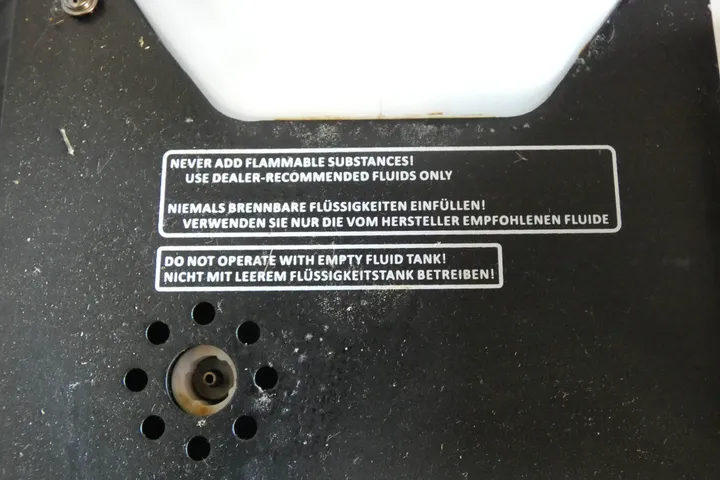 NEVER ADD FLAMMABLE SUBSTANCES!
USE DEALER-RECOMMENDED FLUIDS ONLY
NIEMALS BRENNBARE FLÜSSIGKEITEN EINFÜLLEN!
VERWENDEN SIE NUR DIE VOM HERSTELLER EMPFOHLENEN FLUIDE
DO NOT OPERATE WITH EMPTY FLUID TANK!
NICHT MIT LEEREM FLÜSSIGKEITSTANK BETREIBEN!